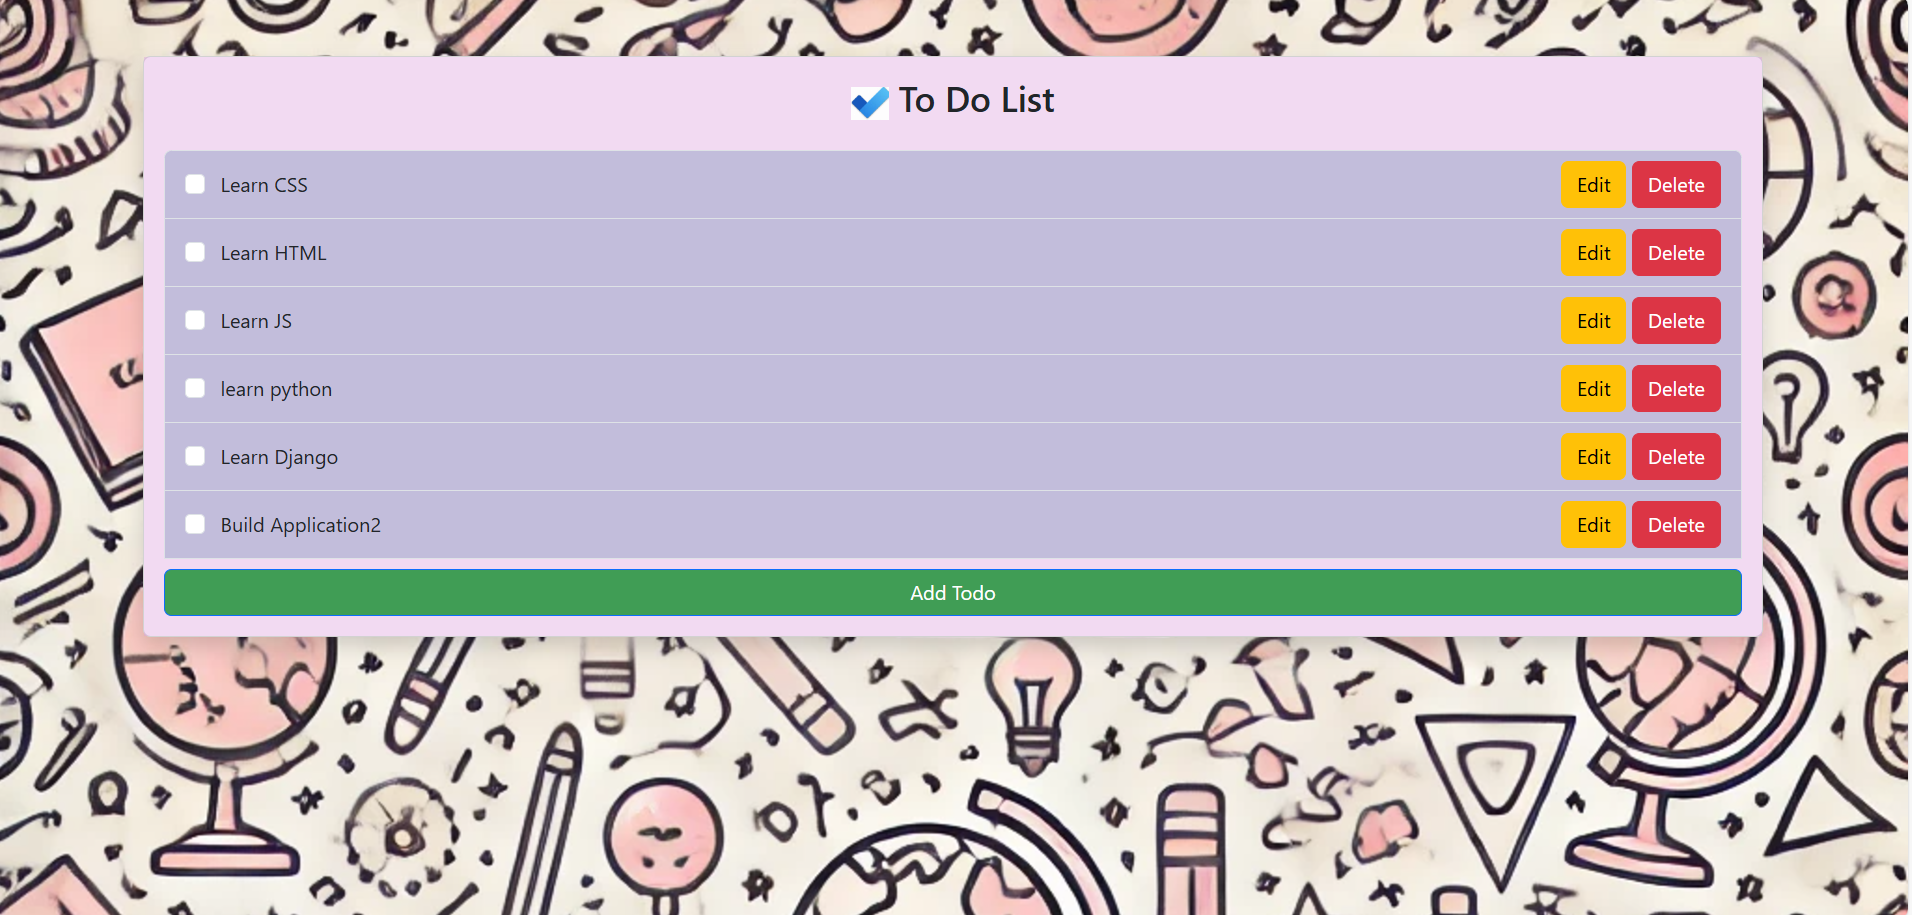 To Do List
Learn CSS Edit Delete
Learn HTML Edit Delete
Learn JS Edit Delete
learn python Edit Delete
Learn Django Edit Delete
Build Application2 Edit Delete
Add Todo